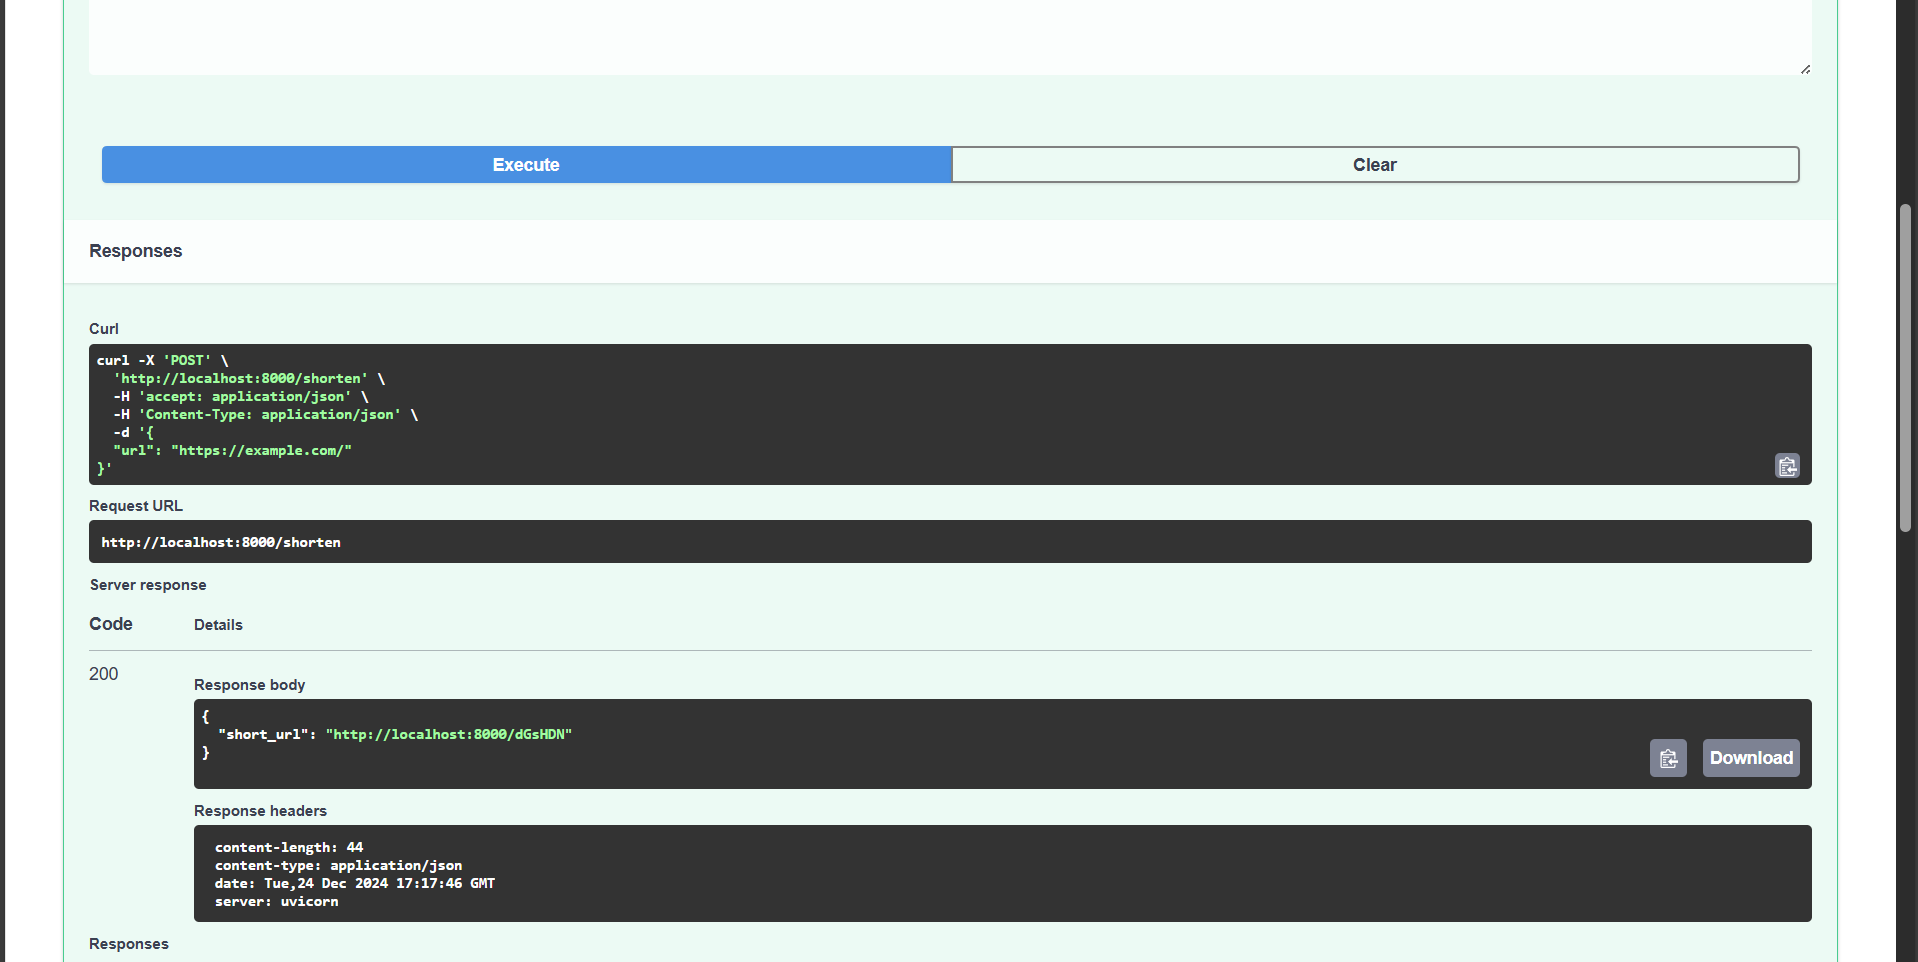 Execute
Clear
Responses
Curl
curl -X 'POST' \
  'http://localhost:8000/shorten' \
  -H 'accept: application/json' \
  -H 'Content-Type: application/json' \
  -d '{
  "url": "https://example.com/"
}'
Request URL
http://localhost:8000/shorten
Server response
Code Details
200
Response body
{
  "short_url": "http://localhost:8000/dGsHDN"
}
Download
Response headers
content-length: 44
content-type: application/json
date: Tue,24 Dec 2024 17:17:46 GMT
server: uvicorn
Responses